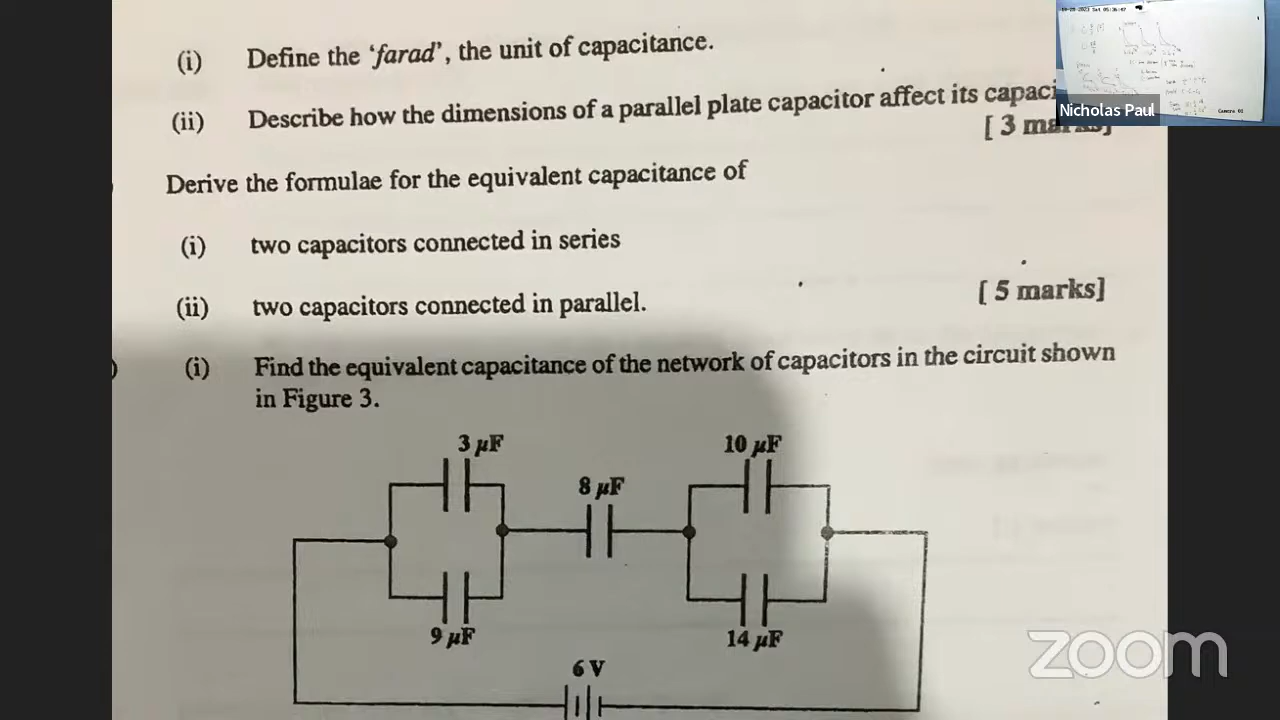 (i) Define the 'farad', the unit of capacitance.
(ii) Describe how the dimensions of a parallel plate capacitor affect its capaci
[ 3 marks]
Derive the formulae for the equivalent capacitance of
(i) two capacitors connected in series
(ii) two capacitors connected in parallel.
[ 5 marks]
(i) Find the equivalent capacitance of the network of capacitors in the circuit shown
in Figure 3.
3 µF
10 µF
8 µF
9 µF
14 µF
6 V
Nicholas Paul
Camera 01
zoom